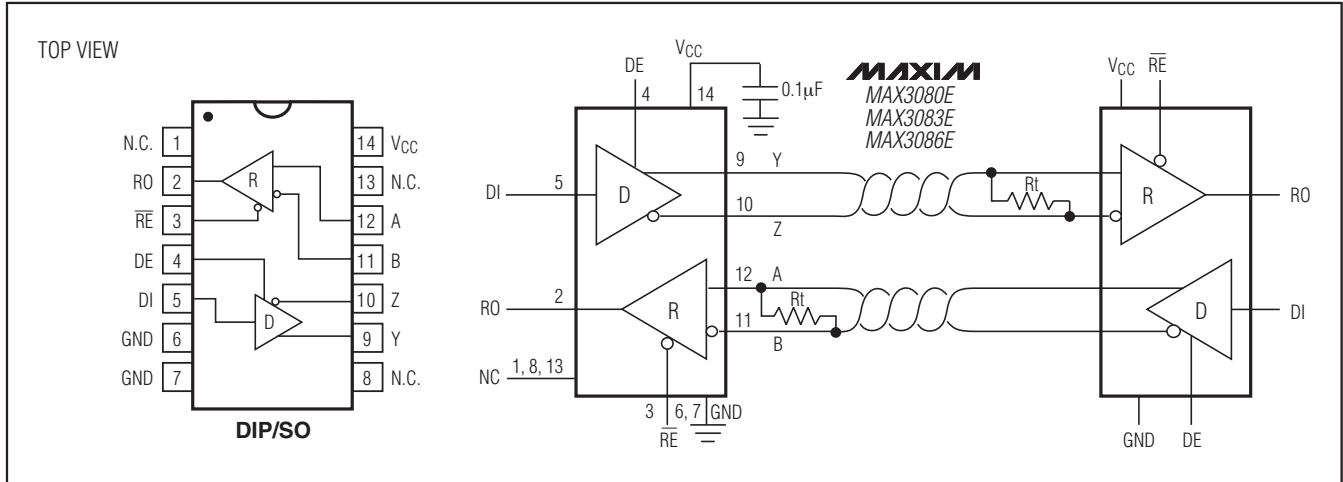 TOP VIEW
N.C. 1
RO 2
RE 3
DE 4
DI 5
GND 6
GND 7
14 VCC
13 N.C.
12 A
11 B
10 Z
9 Y
8 N.C.
R
D
DIP/SO
DE
4
VCC
14
0.1µF
MAXIM
MAX3080E
MAX3083E
MAX3086E
VCC
RE
DI
5
D
9 Y
10
Z
Rt
R
RO
RO
2
R
12 A
Rt
11
B
D
DI
NC
1, 8, 13
3
RE
6, 7
GND
GND
DE